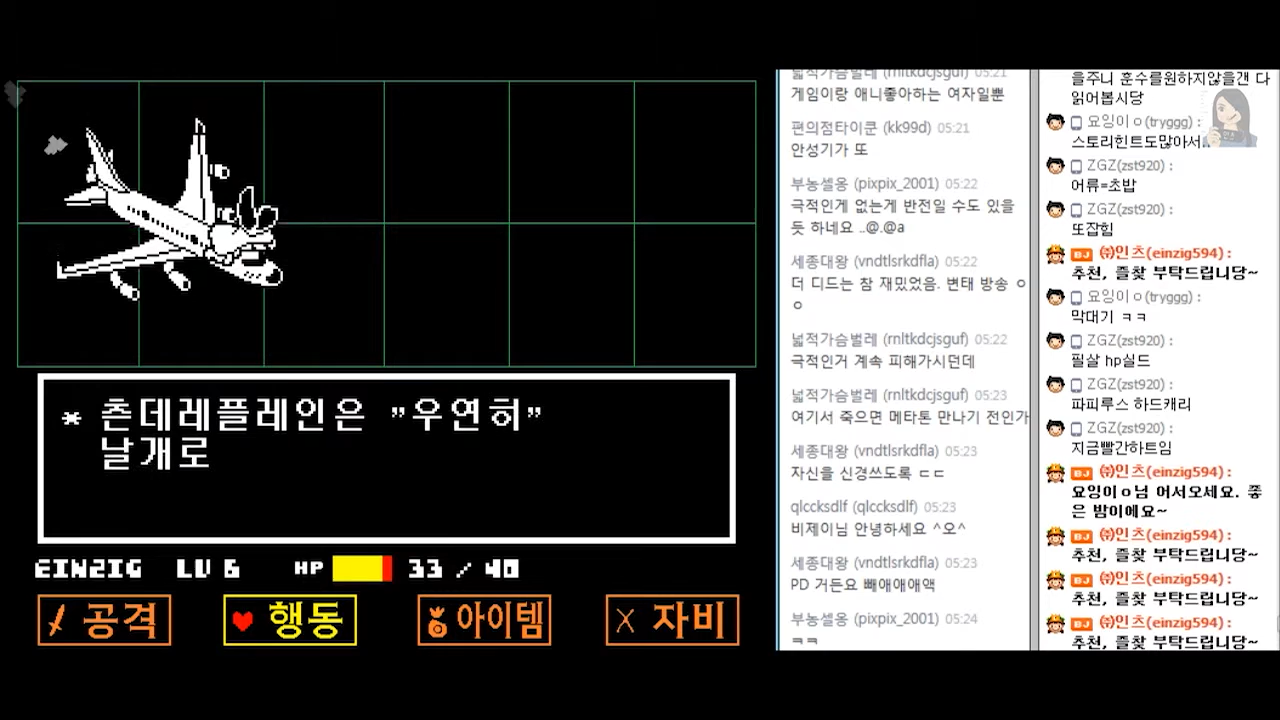 * 츤데레플레인은 "우연히"
날개로
EINZIG LV 6 HP 33 / 40
공격 행동 아이템 자비
넓적가슴벌레 (rnltkdcjsguf) 05:21
게임이랑 애니좋아하는 여자일뿐
편의점타이쿤 (kk99d) 05:21
안성기가 또
부농셀옹 (pixpix_2001) 05:22
극적인게 없는게 반전일 수도 있을
듯 하네요 ..@.@a
세종대왕 (vndtlsrkdfla) 05:22
더 디드는 참 재밌었음. 변태 방송 ㅇ
ㅇ
넓적가슴벌레 (rnltkdcjsguf) 05:22
극적인거 계속 피해가시던데
넓적가슴벌레 (rnltkdcjsguf) 05:23
여기서 죽으면 메타톤 만나기 전인가
세종대왕 (vndtlsrkdfla) 05:23
자신을 신경쓰도록 ㄷㄷ
qlccksdlf (qlccksdlf) 05:23
비제이님 안녕하세요 ^오^
세종대왕 (vndtlsrkdfla) 05:23
PD 거든요 빼애애애액
부농셀옹 (pixpix_2001) 05:24
ㅋㅋ
을주니 훈수를원하지않을갠 다
읽어봅시당
요잉이ㅇ(tryggg) :
스토리힌트도많아서..
ZGZ(zst920) :
어류=초밥
ZGZ(zst920) :
또잡힘
BJ ㈜인츠(einzig594) :
추천, 즐찾 부탁드립니당~
요잉이ㅇ(tryggg) :
막대기 ㅋㅋ
ZGZ(zst920) :
필살 hp실드
ZGZ(zst920) :
파피루스 하드캐리
ZGZ(zst920) :
지금빨간하트임
BJ ㈜인츠(einzig594) :
요잉이ㅇ님 어서오세요. 좋
은 밤이에요~
BJ ㈜인츠(einzig594) :
추천, 즐찾 부탁드립니당~
BJ ㈜인츠(einzig594) :
추천, 즐찾 부탁드립니당~
BJ ㈜인츠(einzig594) :
추천, 즐찾 부탁드립니당~